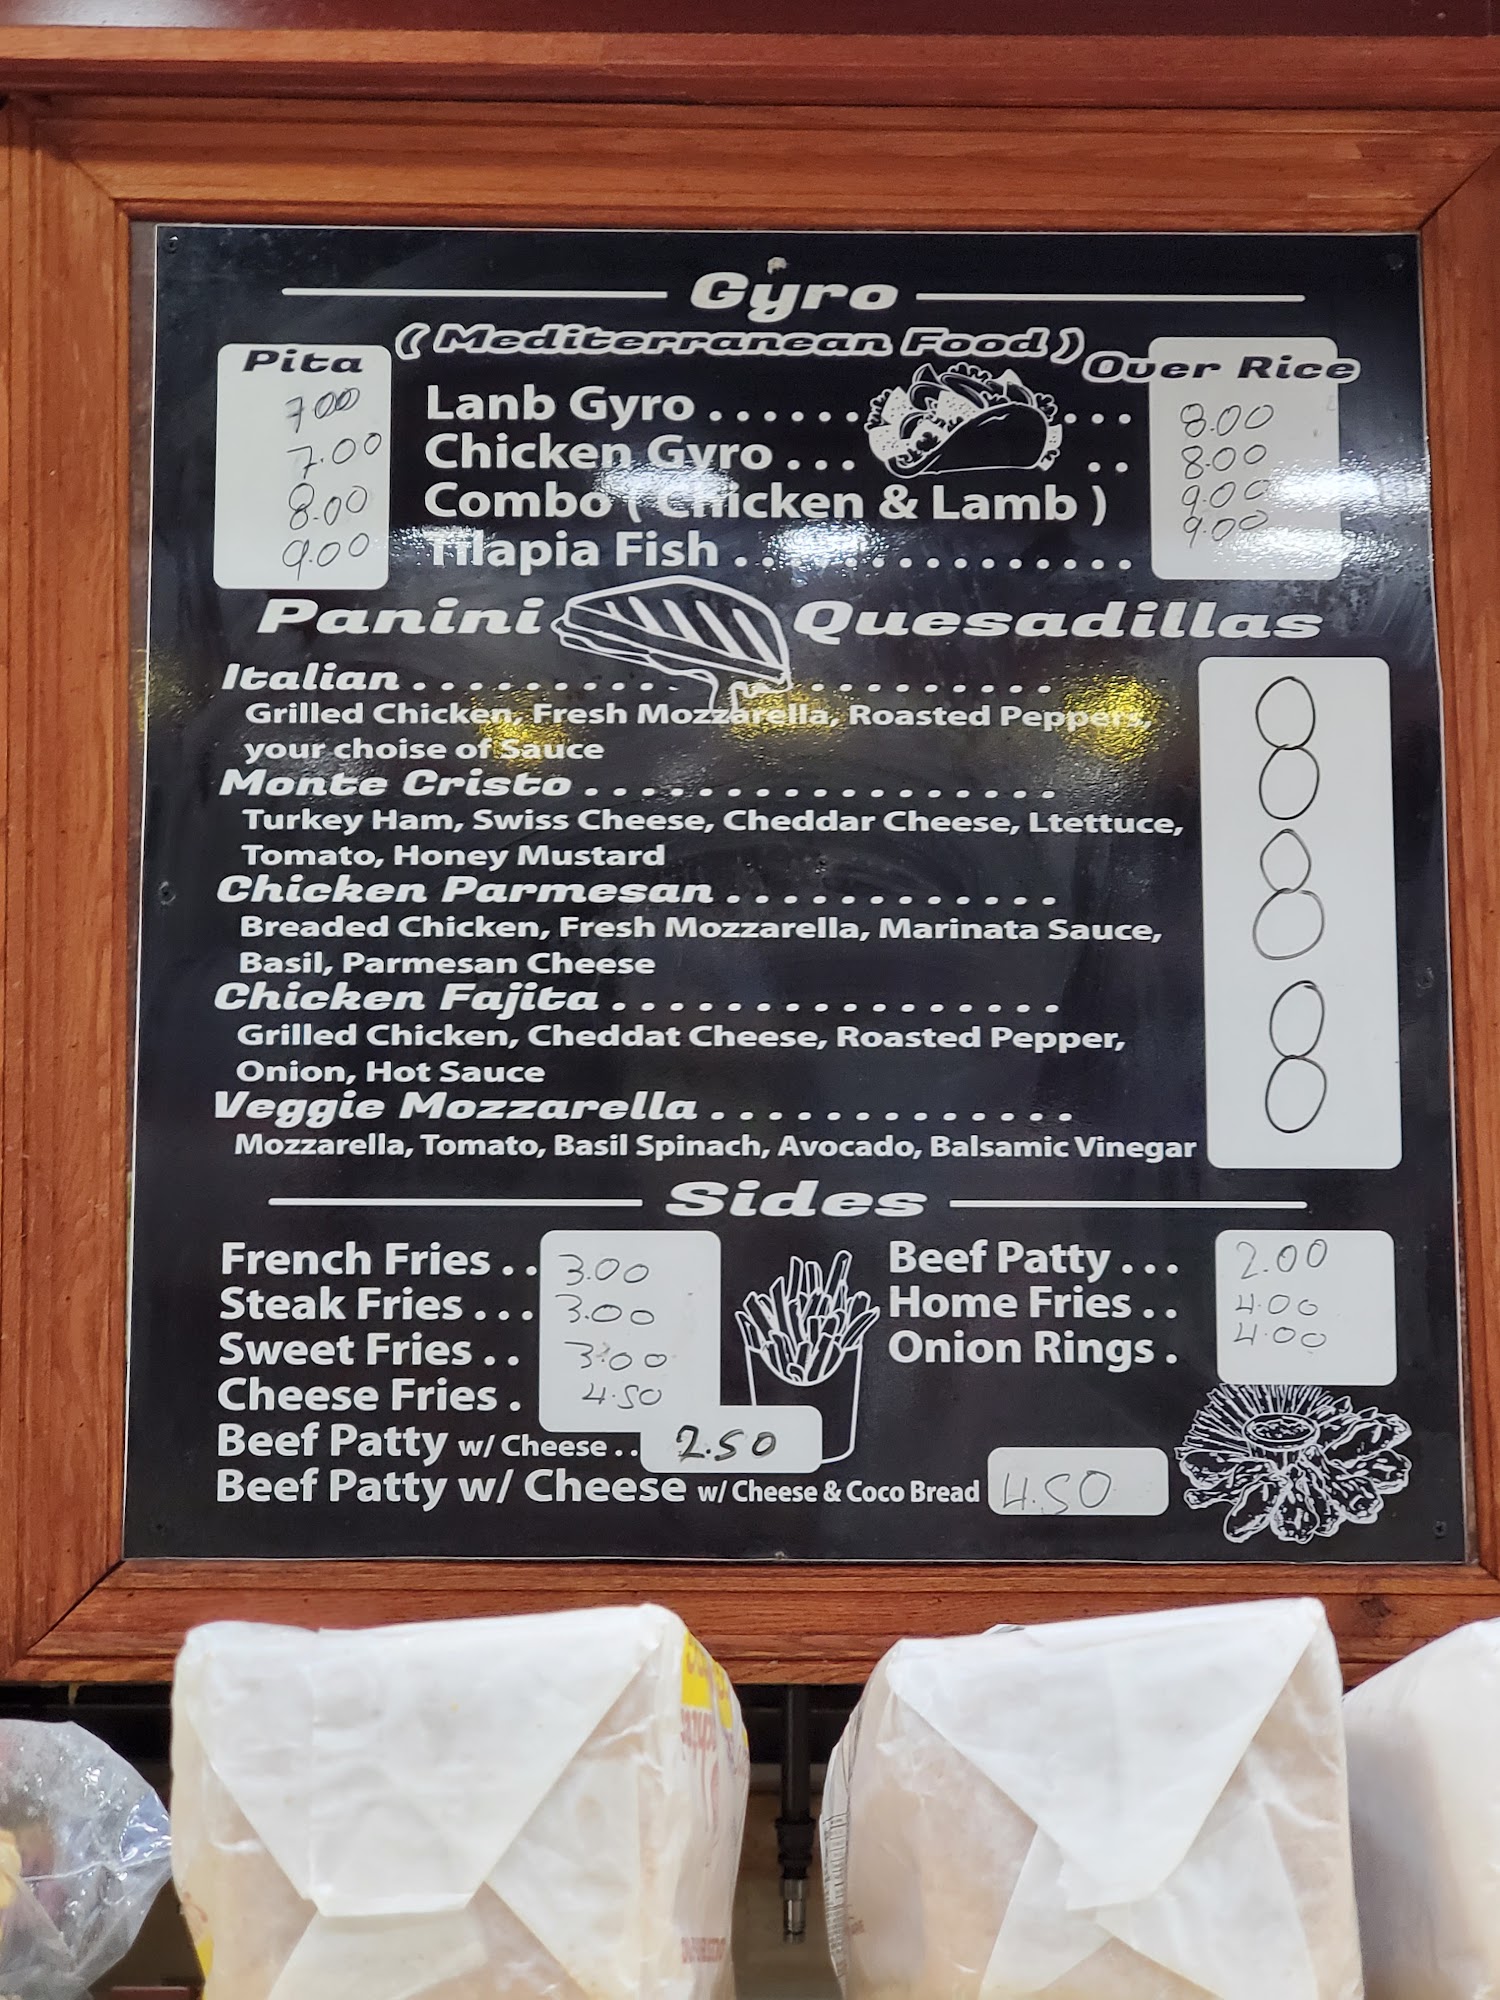 Gyro
( Mediterranean Food )
Pita Over Rice
7.00 Lanb Gyro ...... ... 8.00
7.00 Chicken Gyro ... .. 8.00
8.00 Combo ( Chicken & Lamb ) 9.00
9.00 Tilapia Fish ................ 9.00
Panini Quesadillas
Italian ....................
Grilled Chicken, Fresh Mozzarella, Roasted Peppers,
your choise of Sauce
Monte Cristo ..................
Turkey Ham, Swiss Cheese, Cheddar Cheese, Ltettuce,
Tomato, Honey Mustard
Chicken Parmesan ............
Breaded Chicken, Fresh Mozzarella, Marinata Sauce,
Basil, Parmesan Cheese
Chicken Fajita ................
Grilled Chicken, Cheddat Cheese, Roasted Pepper,
Onion, Hot Sauce
Veggie Mozzarella .............
Mozzarella, Tomato, Basil Spinach, Avocado, Balsamic Vinegar
Sides
French Fries .. 3.00
Steak Fries ... 3.00
Sweet Fries .. 3.00
Cheese Fries . 4.50
Beef Patty w/ Cheese .. 2.50
Beef Patty w/ Cheese w/ Cheese & Coco Bread 4.50
Beef Patty ... 2.00
Home Fries .. 4.00
Onion Rings . 4.00